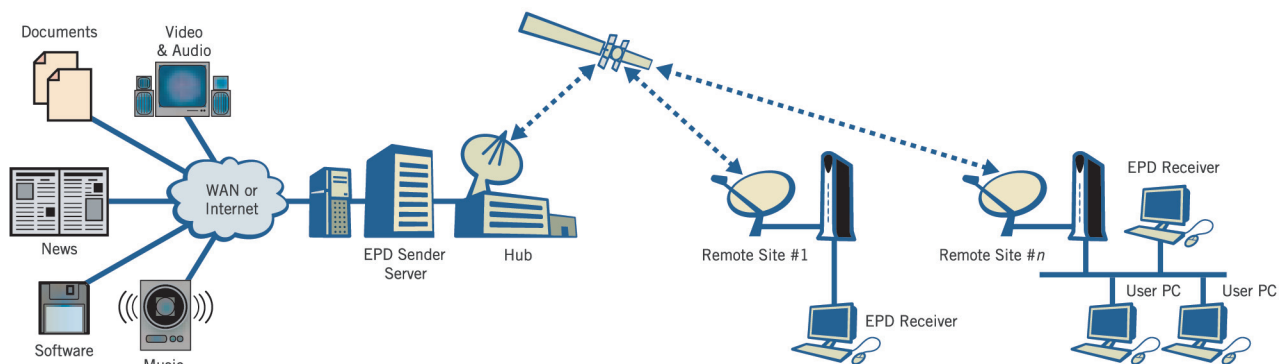 Documents
Video
& Audio
WAN or
Internet
News
Software
Music
EPD Sender
Server
Hub
Remote Site #1
EPD Receiver
Remote Site #n
EPD Receiver
User PC
User PC